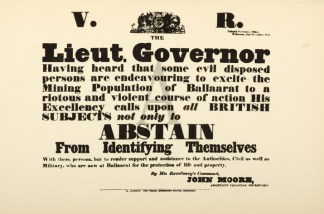 V. R.
THE
Lieut. Governor
Having heard that some evil disposed
persons are endeavouring to excite the
Mining Population of Ballaarat to a
riotous and violent course of action His
Excellency calls upon all BRITISH
SUBJECTS not only to
ABSTAIN
From Identifying Themselves
With these persons, but to render support and assistance to the Authorities, Civil as well as
Military, who are now at Ballaarat for the protection of life and property.
By His Excellency's Command,
JOHN MOORE,